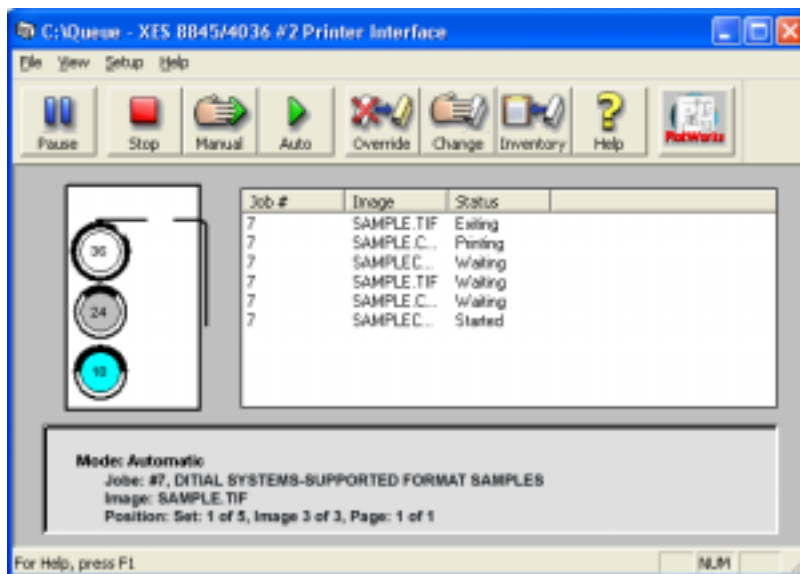 C:\Queue - XES 8845/4036 #2 Printer Interface
File View Setup Help
Pause Stop Manual Auto Override Change Inventory Help PlotWorks
Job # Image Status
7 SAMPLE.TIF Exiting
7 SAMPLE.C... Printing
7 SAMPLEC... Waiting
7 SAMPLE.TIF Waiting
7 SAMPLE.C... Waiting
7 SAMPLEC... Started
36
24
18
Mode: Automatic
Jobe: #7, DITIAL SYSTEMS-SUPPORTED FORMAT SAMPLES
Image: SAMPLE.TIF
Position: Set: 1 of 5, Image 3 of 3, Page: 1 of 1
For Help, press F1 NUM